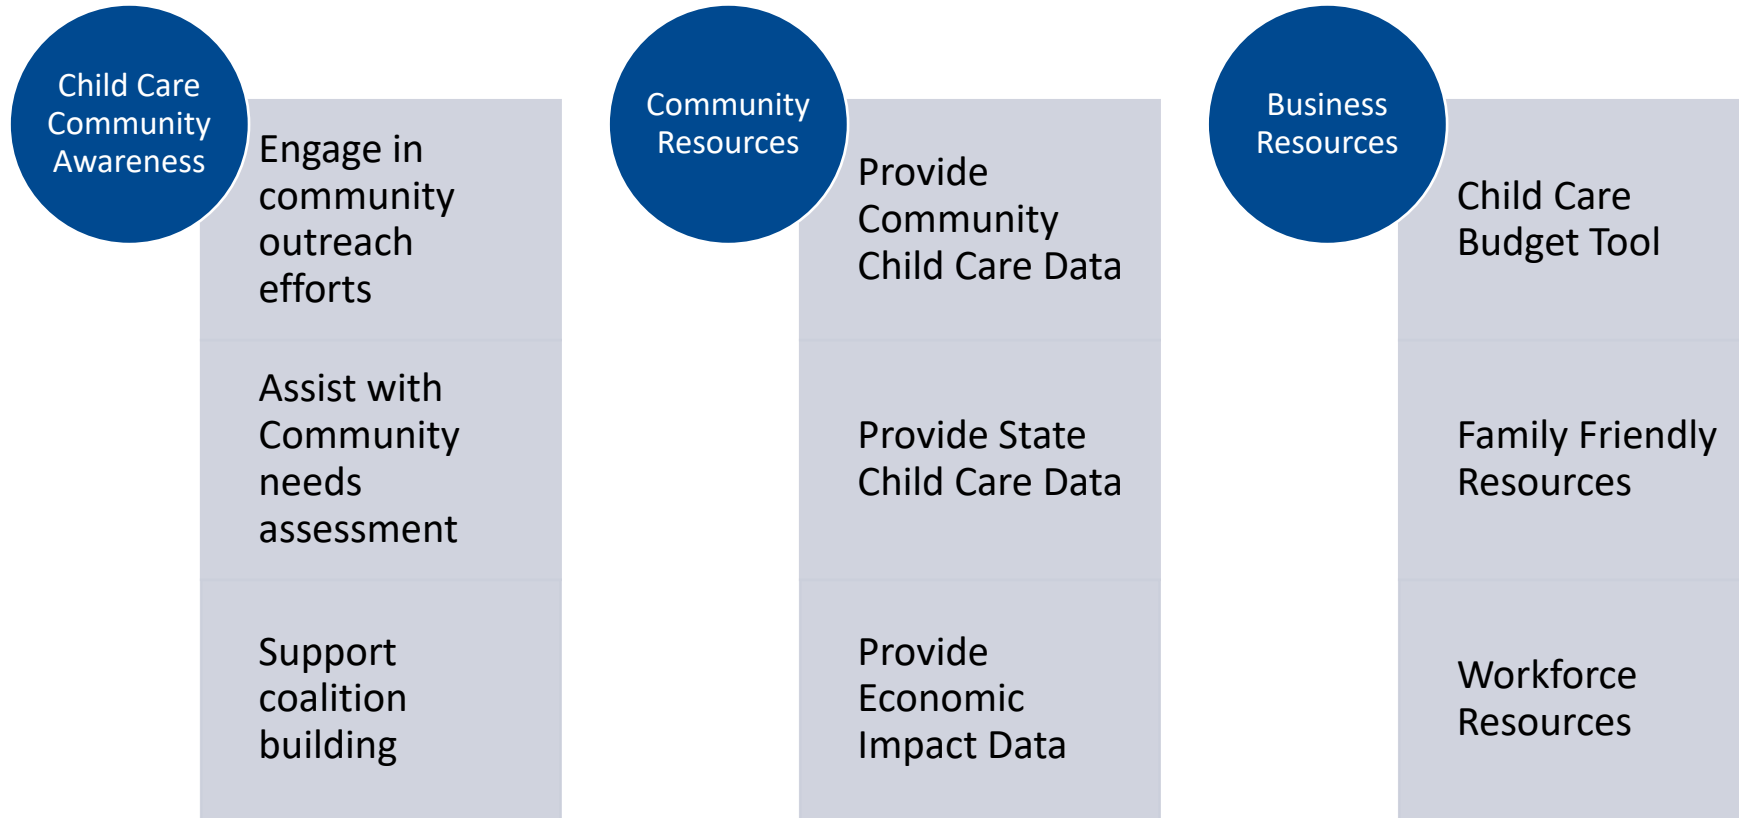 Child Care
Community
Awareness
Engage in
community
outreach
efforts
Assist with
Community
needs
assessment
Support
coalition
building
Community
Resources
Provide
Community
Child Care Data
Provide State
Child Care Data
Provide
Economic
Impact Data
Business
Resources
Child Care
Budget Tool
Family Friendly
Resources
Workforce
Resources